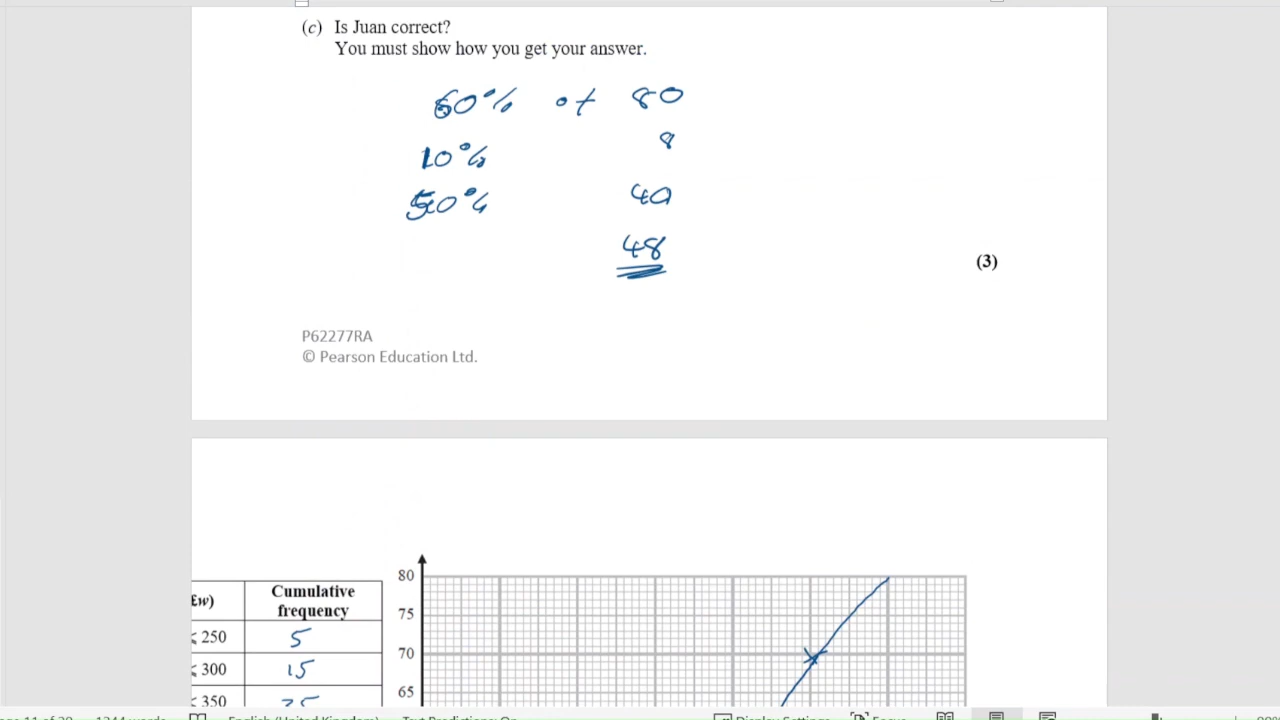 (c) Is Juan correct?
You must show how you get your answer.
60% of 80
10% 8
50% 40
48
(3)
P62277RA
© Pearson Education Ltd.
£w) Cumulative frequency
⩽ 250 5
⩽ 300 15
⩽ 350
80
75
70
65